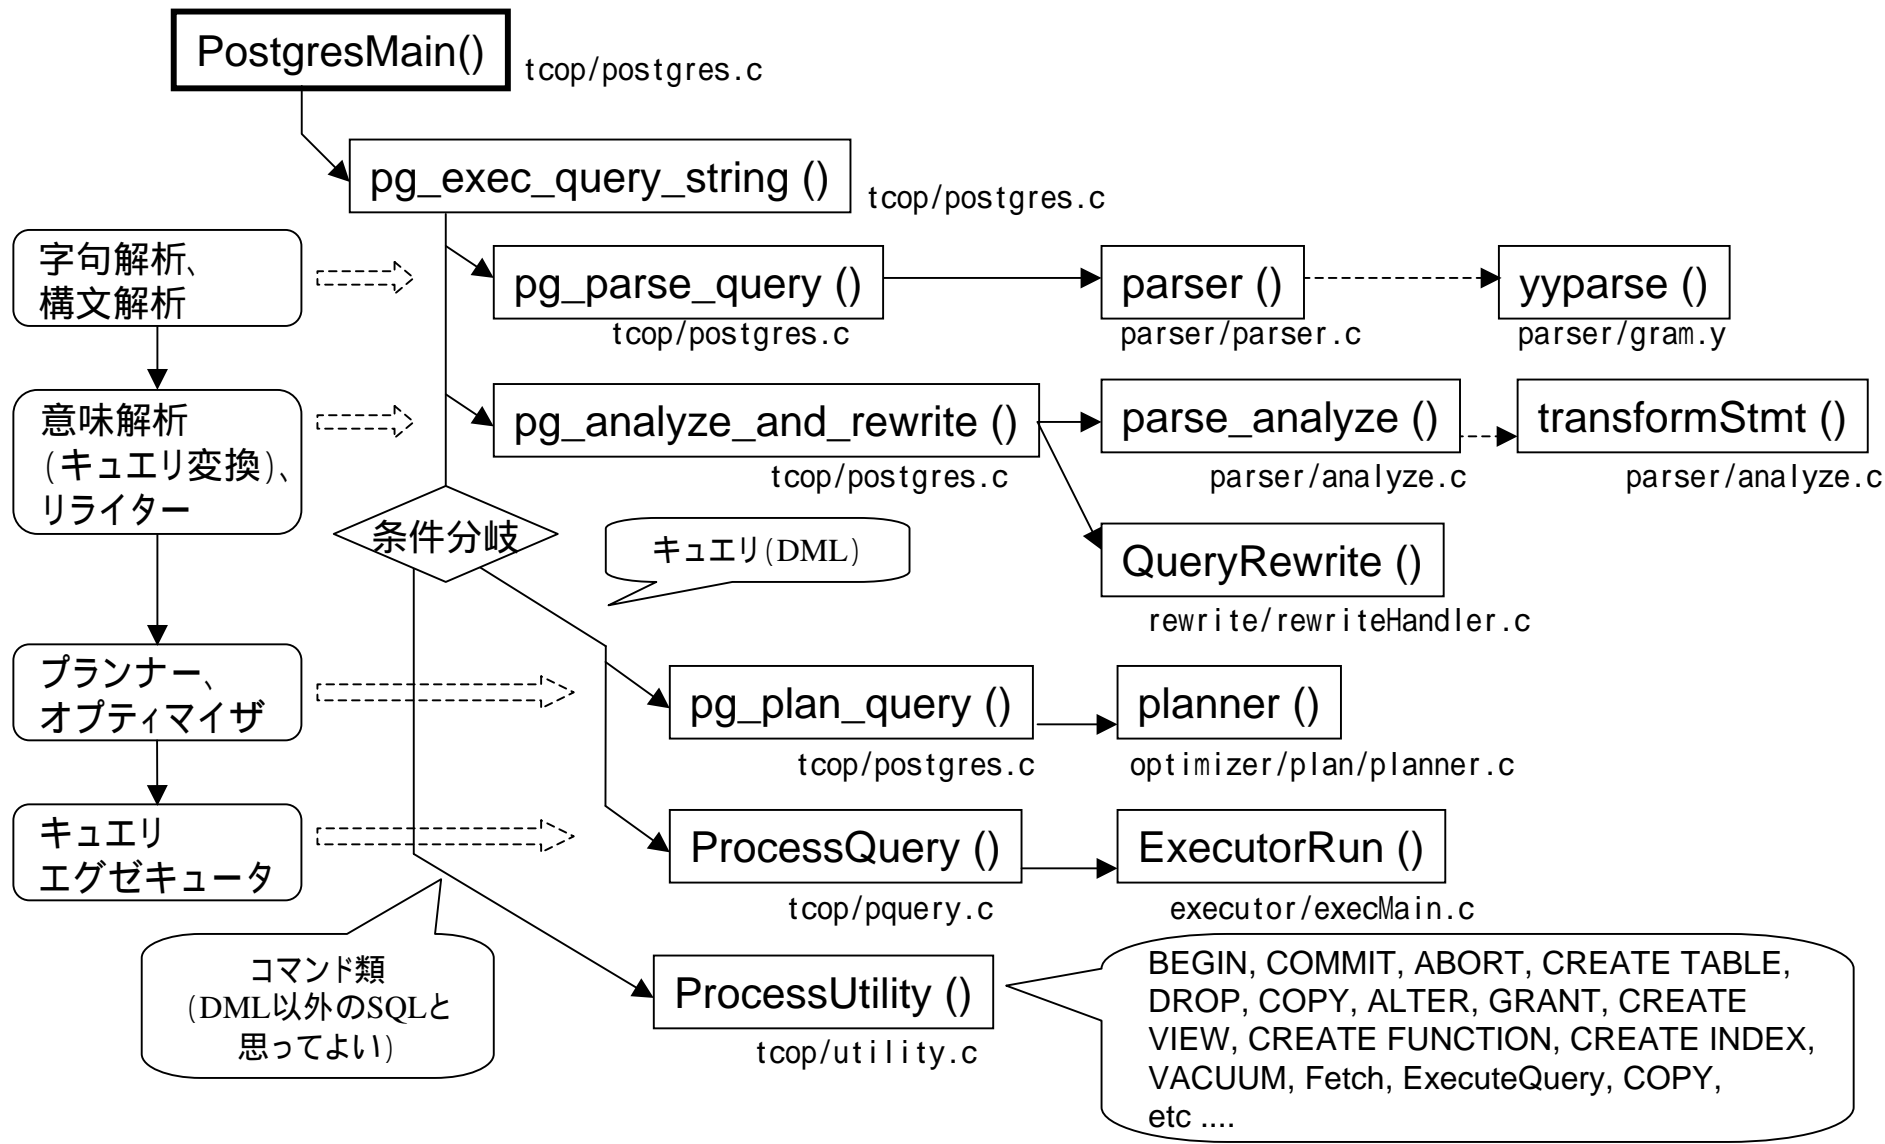 PostgresMain()
tcop/postgres.c
pg_exec_query_string ()
tcop/postgres.c
字句解析、
構文解析
pg_parse_query ()
tcop/postgres.c
parser ()
parser/parser.c
yyparse ()
parser/gram.y
意味解析
(キュエリ変換)、
リライター
pg_analyze_and_rewrite ()
tcop/postgres.c
parse_analyze ()
parser/analyze.c
transformStmt ()
parser/analyze.c
条件分岐
キュエリ(DML)
QueryRewrite ()
rewrite/rewriteHandler.c
プランナー、
オプティマイザ
pg_plan_query ()
tcop/postgres.c
planner ()
optimizer/plan/planner.c
キュエリ
エグゼキュータ
ProcessQuery ()
tcop/pquery.c
ExecutorRun ()
executor/execMain.c
コマンド類
(DML以外のSQLと
思ってよい)
ProcessUtility ()
tcop/utility.c
BEGIN, COMMIT, ABORT, CREATE TABLE,
DROP, COPY, ALTER, GRANT, CREATE
VIEW, CREATE FUNCTION, CREATE INDEX,
VACUUM, Fetch, ExecuteQuery, COPY,
etc ....